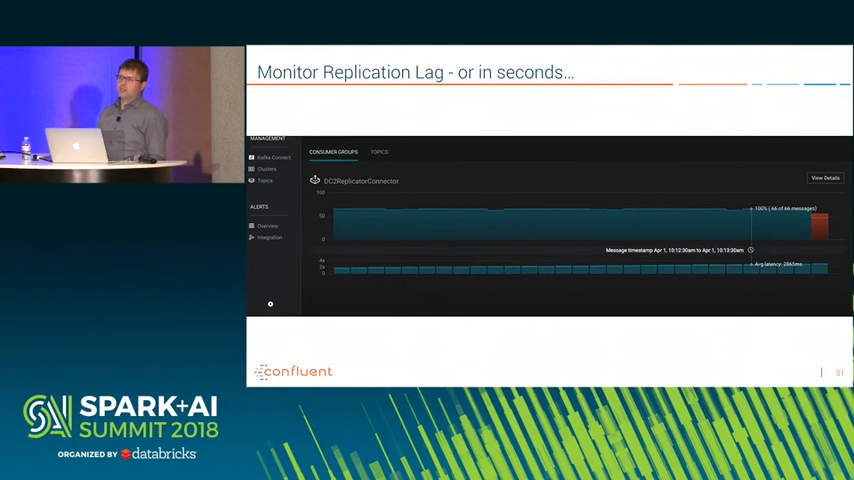 Monitor Replication Lag - or in seconds...
MANAGEMENT
Kafka Connect
Clusters
Topics
ALERTS
Overview
Integration
CONSUMER GROUPS
TOPICS
DC2ReplicatorConnector
View Details
100
50
0
100% ( 66 of 66 messages)
Message timestamp Apr 1, 10:12:30am to Apr 1, 10:13:30am
4s
2s
0
Avg latency: 2865ms
confluent
31
SAI
SPARK+AI
SUMMIT 2018
ORGANIZED BY databricks